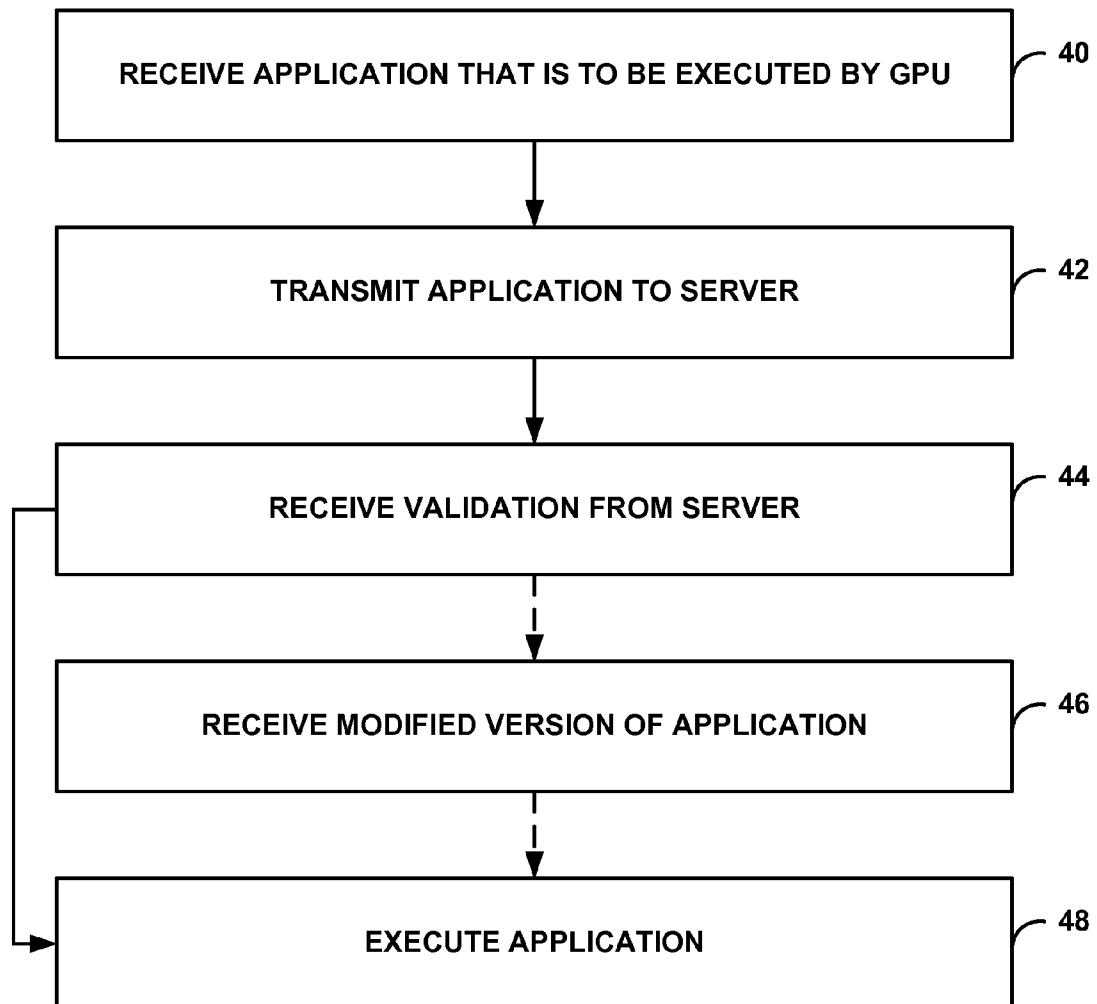 RECEIVE APPLICATION THAT IS TO BE EXECUTED BY GPU
40
TRANSMIT APPLICATION TO SERVER
42
RECEIVE VALIDATION FROM SERVER
44
RECEIVE MODIFIED VERSION OF APPLICATION
46
EXECUTE APPLICATION
48